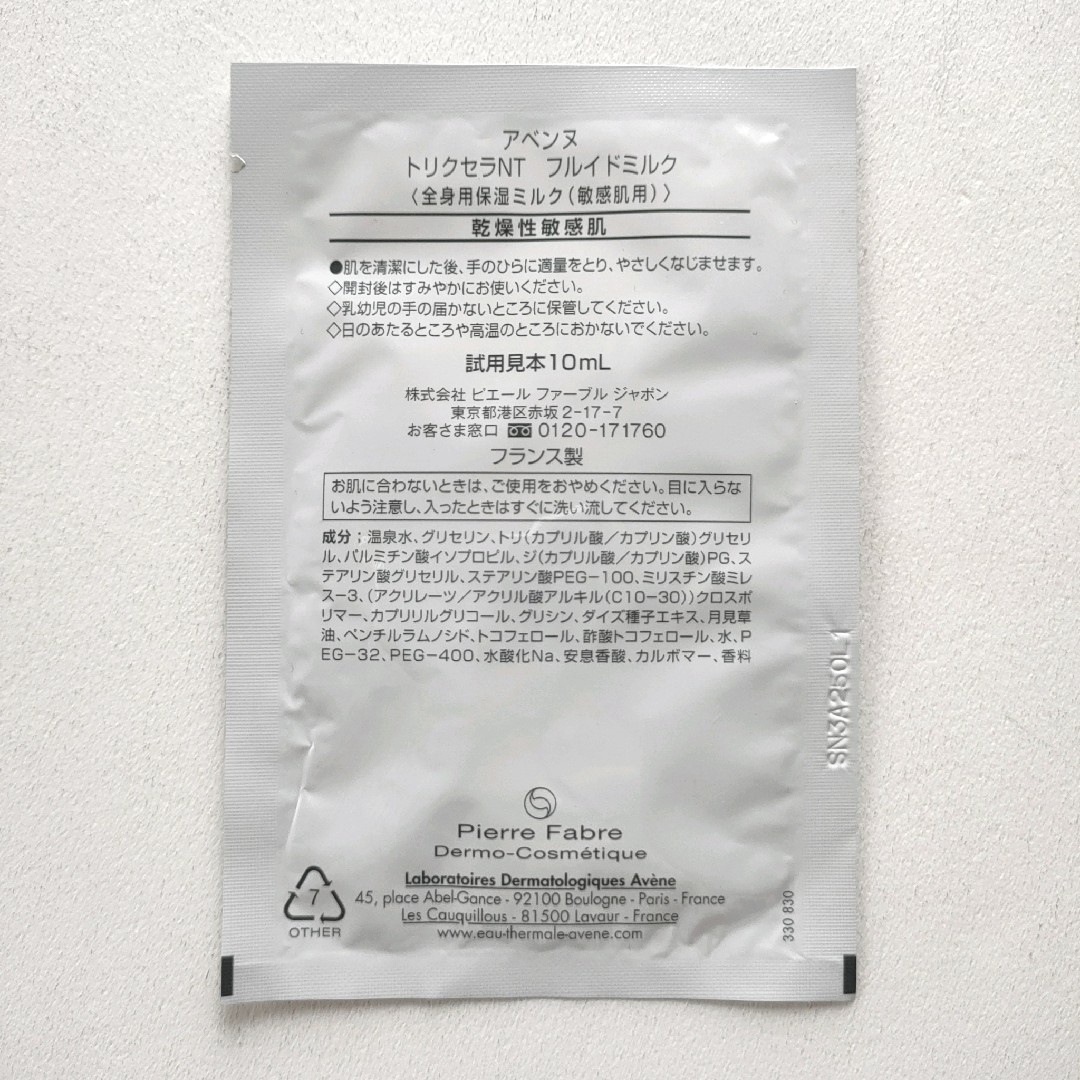 アベンヌ
トリクセラNT フルイドミルク
〈全身用保湿ミルク(敏感肌用)〉
乾燥性敏感肌
●肌を清潔にした後、手のひらに適量をとり、やさしくなじませます。
◇開封後はすみやかにお使いください。
◇乳幼児の手の届かないところに保管してください。
◇日のあたるところや高温のところにおかないでください。
試用見本10mL
株式会社 ピエール ファーブル ジャポン
東京都港区赤坂2-17-7
お客さま窓口 0120-171760
フランス製
お肌に合わないときは、ご使用をおやめください。目に入らな
いよう注意し、入ったときはすぐに洗い流してください。
成分;温泉水、グリセリン、トリ(カプリル酸/カプリン酸)グリセリ
ル、パルミチン酸イソプロピル、ジ(カプリル酸/カプリン酸)PG、ス
テアリン酸グリセリル、ステアリン酸PEG-100、ミリスチン酸ミレ
ス-3、(アクリレーツ/アクリル酸アルキル(C10-30))クロスポ
リマー、カプリリルグリコール、グリシン、ダイズ種子エキス、月見草
油、ペンチルラムノシド、トコフェロール、酢酸トコフェロール、水、P
EG-32、PEG-400、水酸化Na、安息香酸、カルボマー、香料
SN3A250L1
Pierre Fabre
Dermo-Cosmétique
Laboratoires Dermatologiques Avène
45, place Abel-Gance - 92100 Boulogne - Paris - France
Les Cauquillous - 81500 Lavaur - France
www.eau-thermale-avene.com
7
OTHER
330 830